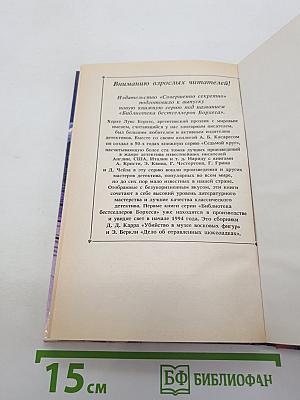 Вниманию взрослых читателей!
Издательство «Совершенно секретно»
подготовило к выпуску
новую книжную серию под названием
«Библиотека бестселлеров Борхеса».
Хорхе Луис Борхес, аргентинский прозаик с мировым
именем, считавшийся у нас элитарным писателем,
был большим любителем и активным издателем
детективов. Вместе со своим коллегой А. Б. Касаресом
он создал в 50-х годах книжную серию «Седьмой круг»,
насчитывающую более ста томов лучших произведений
в жанре детектива известнейших писателей
Англии, США, Италии и т. д. Наряду с книгами
А. Кристи, Э. Квина, Г. Честертона, Г. Грина
и Д. Чейза в эту серию вошли произведения и других
мастеров детектива, популярных во всем мире,
но до сих пор мало известных в нашей стране.
Отобранные с безукоризненным вкусом, эти книги
сочетают в себе высокий уровень литературного
мастерства и лучшие качества классического
детектива. Первые книги серии «Библиотека
бестселлеров Борхеса» уже находятся в производстве
и увидят свет в начале 1994 года. Это сборники
Д. Д. Карра «Убийство в музее восковых фигур»
и Э. Беркли «Дело об отравленных шоколадках».
15 см
БФ БИБЛИОФАН